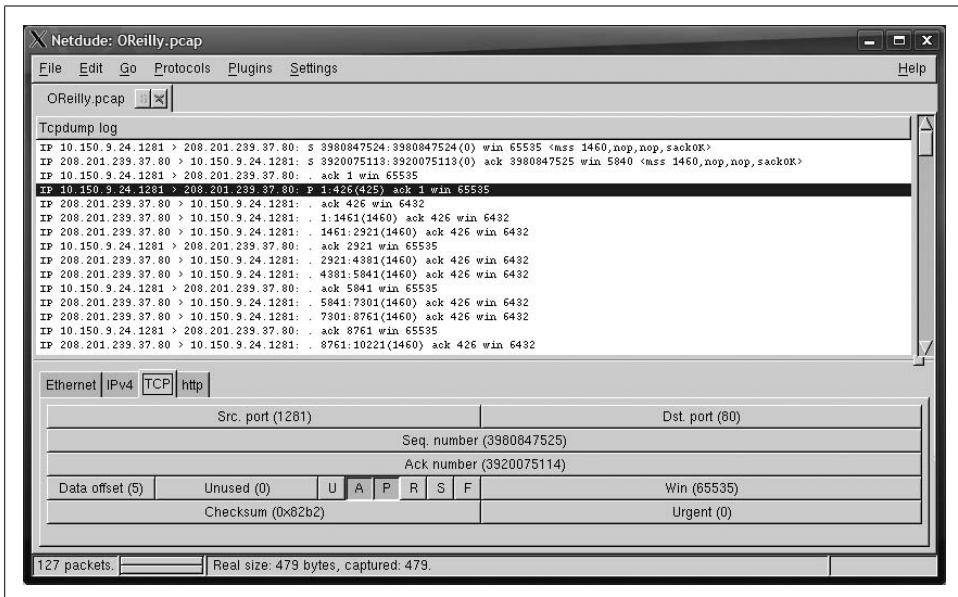 Netdude: OReilly.pcap
File Edit Go Protocols Plugins Settings Help
OReilly.pcap S
Tcpdump log
IP 10.150.9.24.1281 > 208.201.239.37.80: S 3980847524:3980847524(0) win 65535 <mss 1460,nop,nop,sackOK>
IP 208.201.239.37.80 > 10.150.9.24.1281: S 3920075113:3920075113(0) ack 3980847525 win 5840 <mss 1460,nop,nop,sackOK>
IP 10.150.9.24.1281 > 208.201.239.37.80: . ack 1 win 65535
IP 10.150.9.24.1281 > 208.201.239.37.80: P 1:426(425) ack 1 win 65535
IP 208.201.239.37.80 > 10.150.9.24.1281: . ack 426 win 6432
IP 208.201.239.37.80 > 10.150.9.24.1281: . 1:1461(1460) ack 426 win 6432
IP 208.201.239.37.80 > 10.150.9.24.1281: . 1461:2921(1460) ack 426 win 6432
IP 10.150.9.24.1281 > 208.201.239.37.80: . ack 2921 win 65535
IP 208.201.239.37.80 > 10.150.9.24.1281: . 2921:4381(1460) ack 426 win 6432
IP 208.201.239.37.80 > 10.150.9.24.1281: . 4381:5841(1460) ack 426 win 6432
IP 10.150.9.24.1281 > 208.201.239.37.80: . ack 5841 win 65535
IP 208.201.239.37.80 > 10.150.9.24.1281: . 5841:7301(1460) ack 426 win 6432
IP 208.201.239.37.80 > 10.150.9.24.1281: . 7301:8761(1460) ack 426 win 6432
IP 10.150.9.24.1281 > 208.201.239.37.80: . ack 8761 win 65535
IP 208.201.239.37.80 > 10.150.9.24.1281: . 8761:10221(1460) ack 426 win 6432
Ethernet IPv4 TCP http
Src. port (1281) Dst. port (80)
Seq. number (3980847525)
Ack number (3920075114)
Data offset (5) Unused (0) U A P R S F Win (65535)
Checksum (0x82b2) Urgent (0)
127 packets. Real size: 479 bytes, captured: 479.